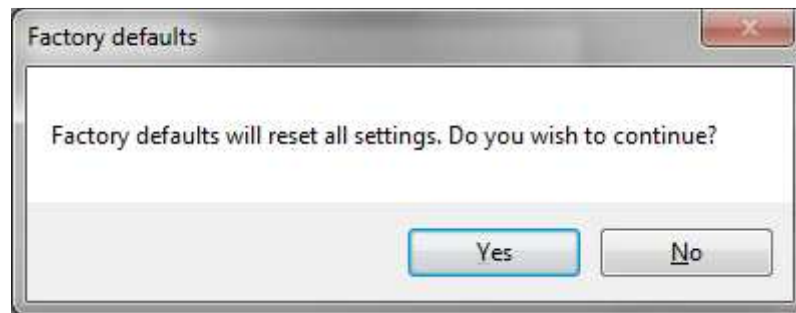 Factory defaults
Factory defaults will reset all settings. Do you wish to continue?
Yes
No